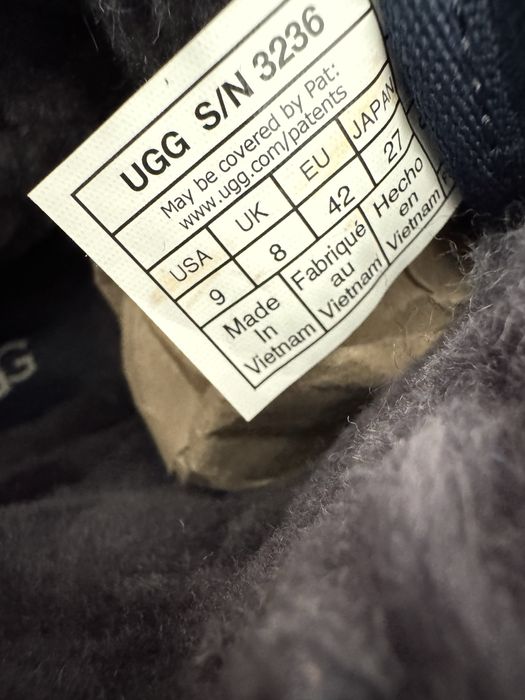 UGG S/N 3236
May be covered by Pat:
www.ugg.com/patents
USA UK EU JAPAN
9 8 42 27
Made
In
Vietnam
Fabriqué
au
Vietnam
Hecho
en
Vietnam